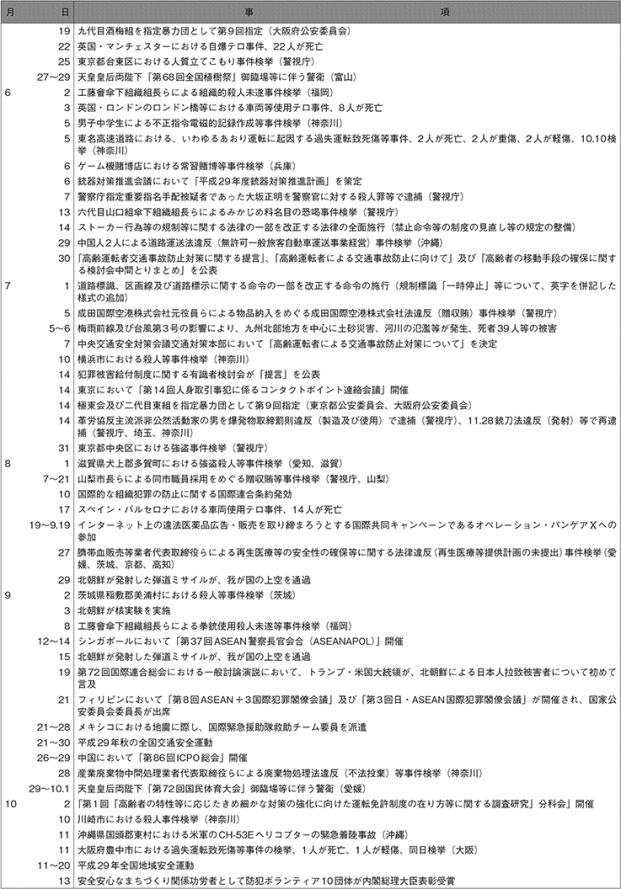 月 日 事 項
19 九代目酒梅組を指定暴力団として第9回指定（大阪府公安委員会）
22 英国・マンチェスターにおける自爆テロ事件、22人が死亡
25 東京都台東区における人質立てこもり事件検挙（警視庁）
27～29 天皇皇后両陛下「第68回全国植樹祭」御臨場等に伴う警衛（富山）
6 2 工藤會傘下組織組長らによる組織的殺人未遂事件検挙（福岡）
3 英国・ロンドンのロンドン橋等における車両等使用テロ事件、8人が死亡
5 男子中学生による不正指令電磁的記録作成等事件検挙（神奈川）
5 東名高速道路における、いわゆるあおり運転に起因する過失運転致死傷等事件、2人が死亡、2人が重傷、2人が軽傷、10.10検
挙（神奈川）
6 ゲーム機賭博店における常習賭博等事件検挙（兵庫）
6 銃器対策推進会議において「平成29年度銃器対策推進計画」を策定
7 警察庁指定重要指名手配被疑者であった大坂正明を警察官に対する殺人罪等で逮捕（警視庁）
13 六代目山口組傘下組織組長らによるみかじめ料名目の恐喝事件検挙（警視庁）
14 ストーカー行為等の規制等に関する法律の一部を改正する法律の全面施行（禁止命令等の制度の見直し等の規定の整備）
29 中国人2人による道路運送法違反（無許可一般旅客自動車運送事業経営）事件検挙（沖縄）
30 「高齢運転者交通事故防止対策に関する提言」、「高齢運転者による交通事故防止に向けて」及び「高齢者の移動手段の確保に関す
る検討会中間とりまとめ」を公表
7 1 道路標識、区画線及び道路標示に関する命令の一部を改正する命令の施行（規制標識「一時停止」等について、英字を併記した
様式の追加）
5 成田国際空港株式会社元役員らによる物品納入をめぐる成田国際空港株式会社法違反（贈収賄）事件検挙（警視庁）
5～6 梅雨前線及び台風第3号の影響により、九州北部地方を中心に土砂災害、河川の氾濫等が発生、死者39人等の被害
7 中央交通安全対策会議交通対策本部において「高齢運転者による交通事故防止対策について」を決定
10 横浜市における殺人等事件検挙（神奈川）
14 犯罪被害給付制度に関する有識者検討会が「提言」を公表
14 東京において「第14回人身取引事犯に係るコンタクトポイント連絡会議」開催
14 極東会及び二代目東組を指定暴力団として第9回指定（東京都公安委員会、大阪府公安委員会）
14 革労協反主流派非公然活動家の男を爆発物取締罰則違反（製造及び使用）で逮捕（警視庁）、11.28銃刀法違反（発射）等で再逮
捕（警視庁、埼玉、神奈川）
31 東京都中央区における強盗事件検挙（警視庁）
8 1 滋賀県犬上郡多賀町における強盗殺人等事件検挙（愛知、滋賀）
7～21 山梨市長らによる同市職員採用をめぐる贈収賄等事件検挙（警視庁、山梨）
10 国際的な組織犯罪の防止に関する国際連合条約発効
17 スペイン・バルセロナにおける車両使用テロ事件、14人が死亡
19～9.19 インターネット上の違法医薬品広告・販売を取り締まろうとする国際共同キャンペーンであるオペレーション・パンゲアⅩへの
参加
27 臍帯血販売等業者代表取締役らによる再生医療等の安全性の確保等に関する法律違反（再生医療等提供計画の未提出）事件検挙（愛
媛、茨城、京都、高知）
29 北朝鮮が発射した弾道ミサイルが、我が国の上空を通過
9 2 茨城県稲敷郡美浦村における殺人等事件検挙（茨城）
3 北朝鮮が核実験を実施
8 工藤會傘下組織組長らによる拳銃使用殺人未遂等事件検挙（福岡）
12～14 シンガポールにおいて「第37回ASEAN警察長官会合（ASEANAPOL）」開催
15 北朝鮮が発射した弾道ミサイルが、我が国の上空を通過
19 第72回国際連合総会における一般討論演説において、トランプ・米国大統領が、北朝鮮による日本人拉致被害者について初めて
言及
21 フィリピンにおいて「第8回ASEAN＋3国際犯罪閣僚会議」及び「第3回日・ASEAN国際犯罪閣僚会議」が開催され、国家公
安委員会委員長が出席
21～28 メキシコにおける地震に際し、国際緊急援助隊救助チーム要員を派遣
21～30 平成29年秋の全国交通安全運動
26～29 中国において「第86回ICPO総会」開催
28 産業廃棄物中間処理業者代表取締役らによる廃棄物処理法違反（不法投棄）等事件検挙（神奈川）
29～10.1 天皇皇后両陛下「第72回国民体育大会」御臨場等に伴う警衛（愛媛）
10 2 「第1回「高齢者の特性等に応じたきめ細かな対策の強化に向けた運転免許制度の在り方等に関する調査研究」分科会」開催
10 川崎市における殺人事件検挙（神奈川）
11 沖縄県国頭郡東村における米軍のCH-53Eヘリコプターの緊急着陸事故（沖縄）
11 大阪府豊中市における過失運転致死傷等事件の検挙、1人が死亡、1人が軽傷、同日検挙（大阪）
11～20 平成29年全国地域安全運動
13 安全安心なまちづくり関係功労者として防犯ボランティア10団体が内閣総理大臣表彰受賞